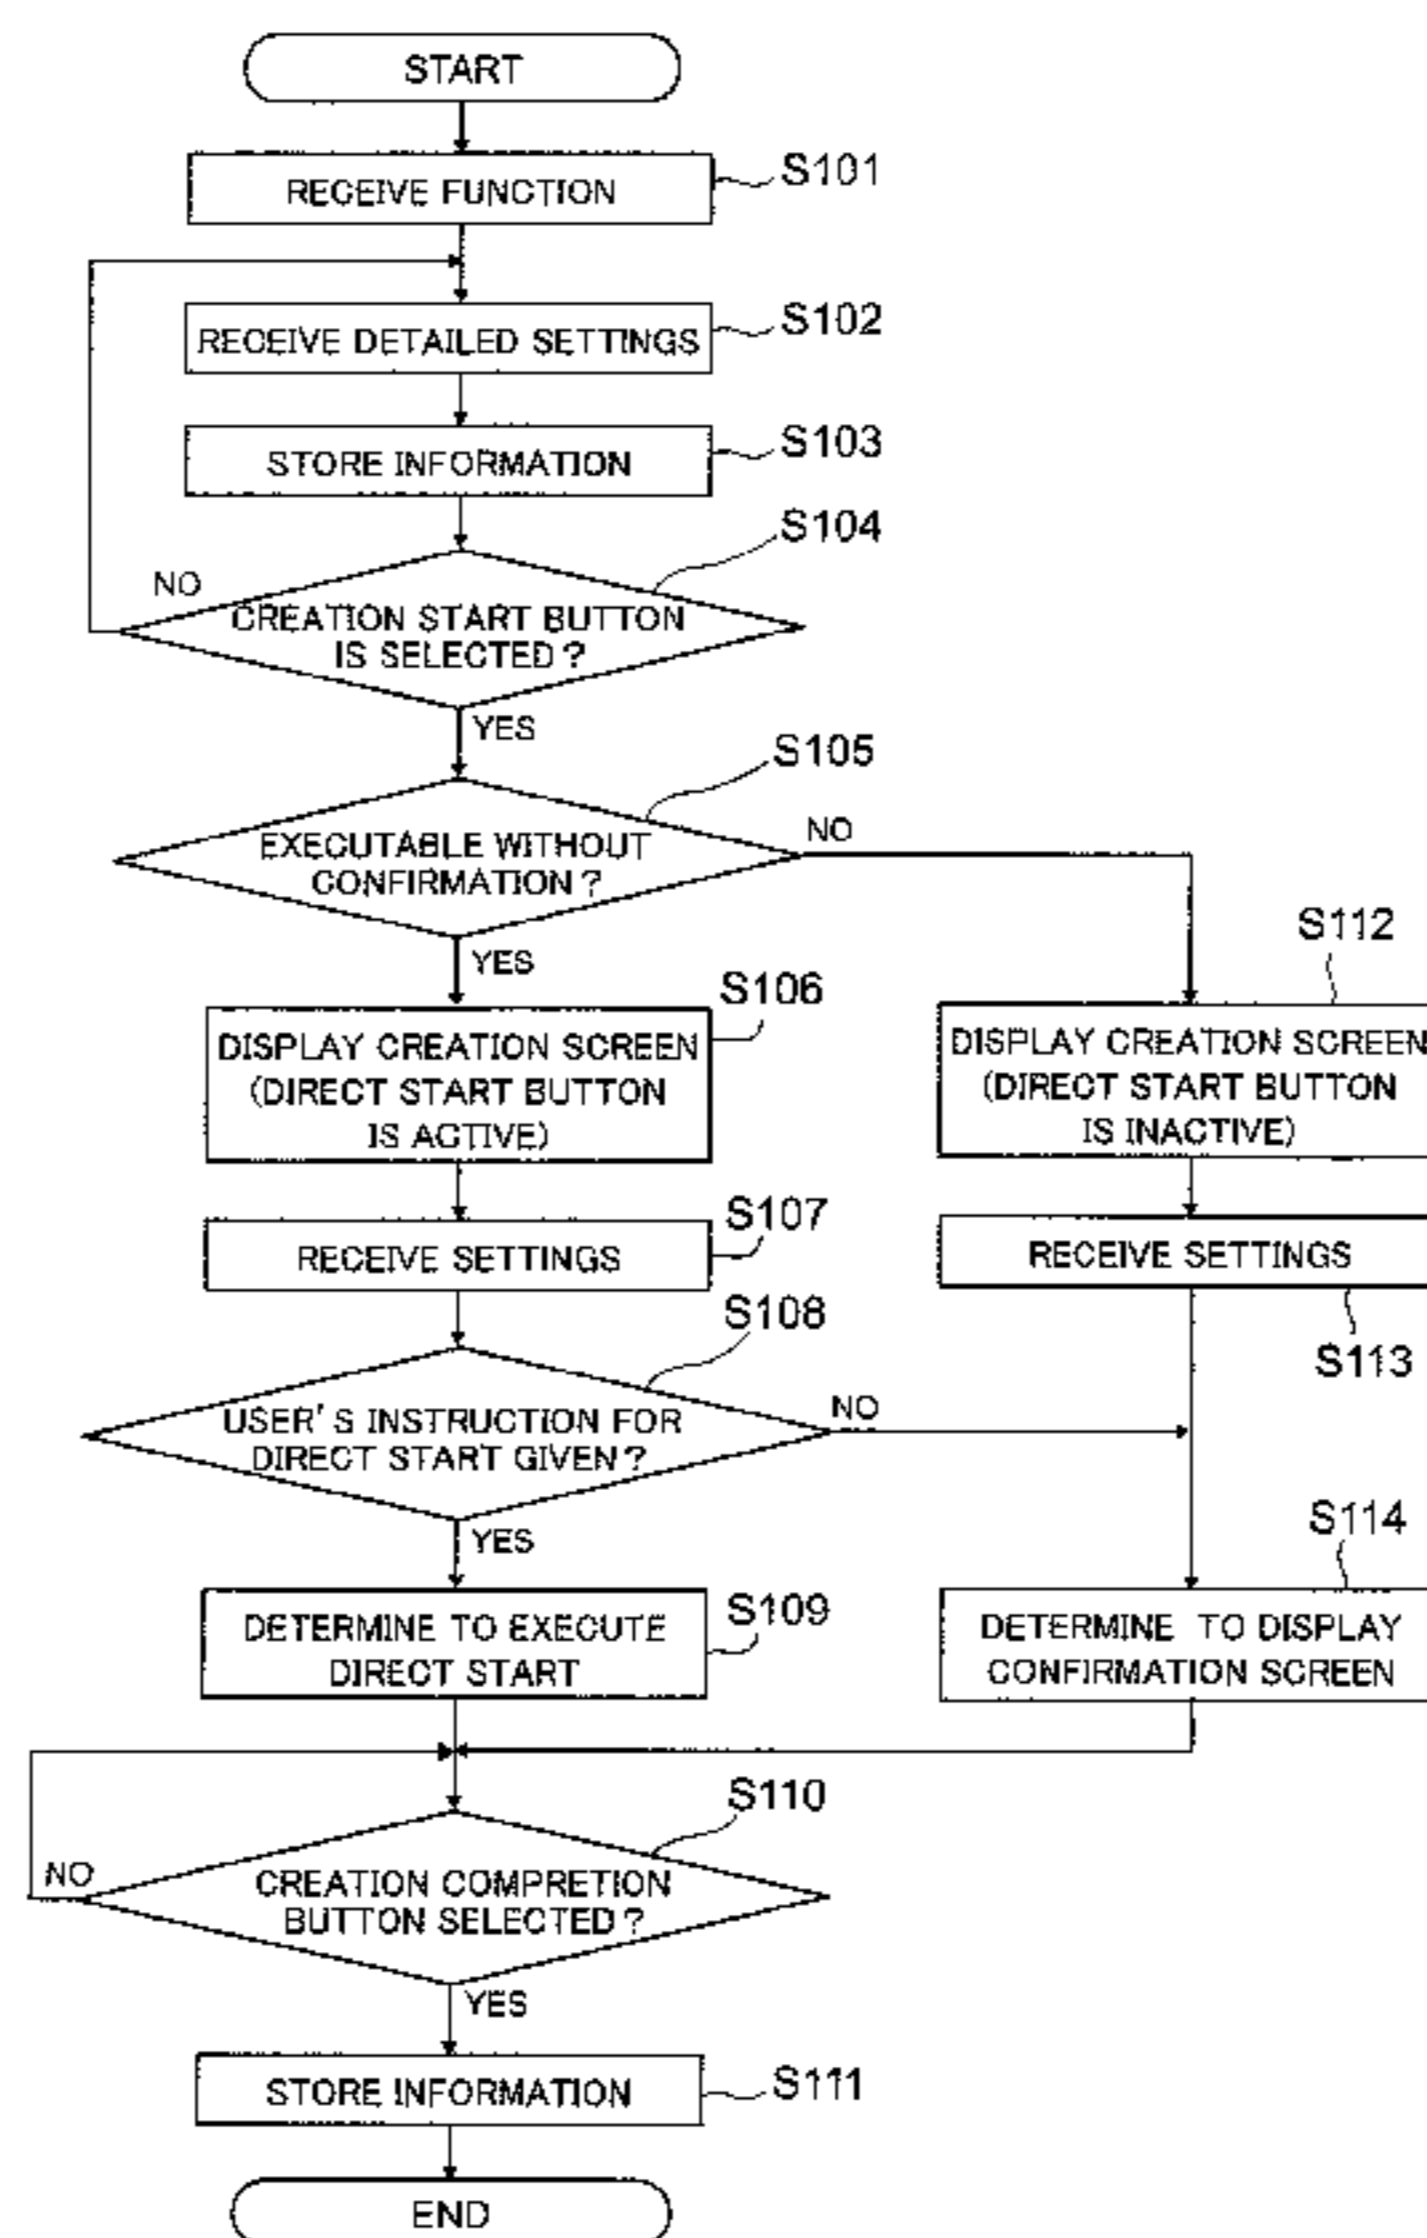 START
RECEIVE FUNCTION
S101
RECEIVE DETAILED SETTINGS
S102
STORE INFORMATION
S103
S104
NO
CREATION START BUTTON
IS SELECTED?
YES
S105
EXECUTABLE WITHOUT
CONFIRMATION?
NO
YES
S106
DISPLAY CREATION SCREEN
(DIRECT START BUTTON
IS ACTIVE)
S112
DISPLAY CREATION SCREEN
(DIRECT START BUTTON
IS INACTIVE)
S107
RECEIVE SETTINGS
RECEIVE SETTINGS
S113
S108
USER'S INSTRUCTION FOR
DIRECT START GIVEN?
NO
YES
S109
DETERMINE TO EXECUTE
DIRECT START
S114
DETERMINE TO DISPLAY
CONFIRMATION SCREEN
S110
NO
CREATION COMPRETION
BUTTON SELECTED?
YES
STORE INFORMATION
S111
END